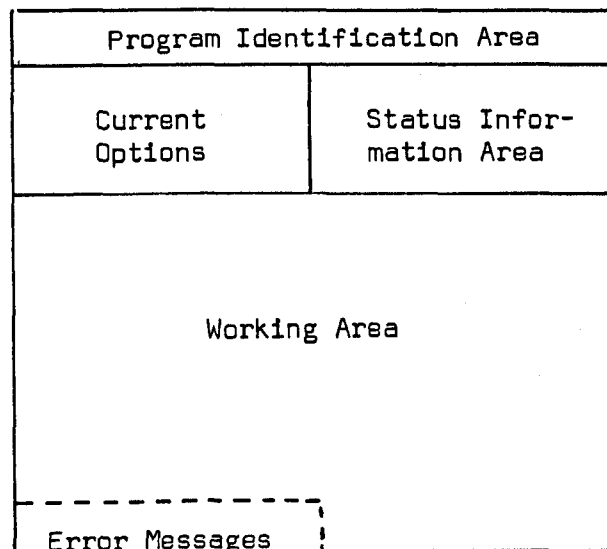 Program Identification Area
Current
Options
Status Infor-
mation Area
Working Area
Error Messages